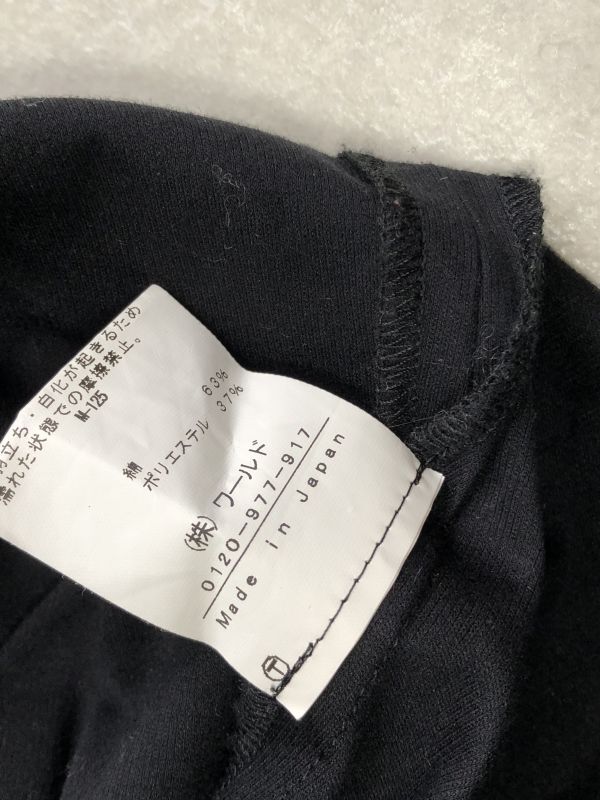 羽立ち・白化が起きるため
濡れた状態での摩擦禁止。
M-125
綿 63%
ポリエステル 37%
(株) ワールド
0120-977-917
Made in Japan
T